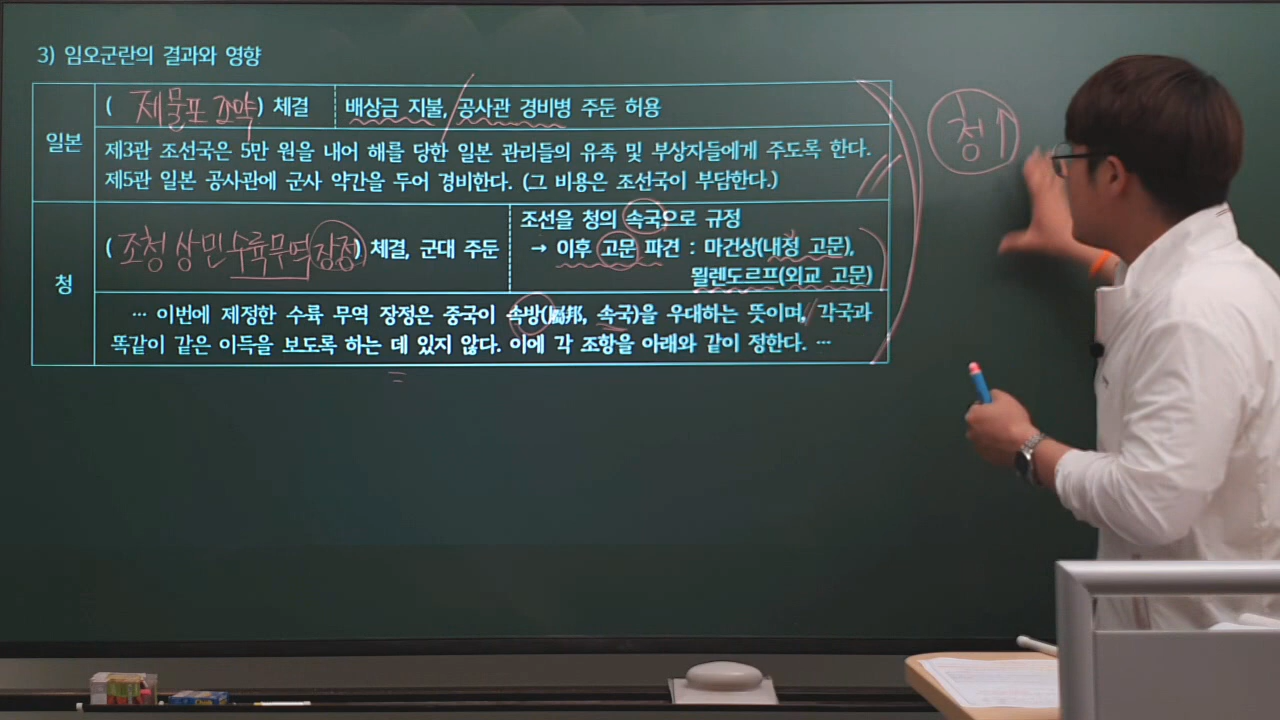 3) 임오군란의 결과와 영향
일본
( 제물포 조약 ) 체결
배상금 지불, 공사관 경비병 주둔 허용
제3관 조선국은 5만 원을 내어 해를 당한 일본 관리들의 유족 및 부상자들에게 주도록 한다.
제5관 일본 공사관에 군사 약간을 두어 경비한다. (그 비용은 조선국이 부담한다.)
청
( 조청 상민 수륙 무역 장정 ) 체결, 군대 주둔
조선을 청의 속국으로 규정
→ 이후 고문 파견 : 마건상(내정 고문),
묄렌도르프(외교 고문)
··· 이번에 제정한 수륙 무역 장정은 중국이 속방(屬邦, 속국)을 우대하는 뜻이며, 각국과
똑같이 같은 이득을 보도록 하는 데 있지 않다. 이에 각 조항을 아래와 같이 정한다. ···
청↑